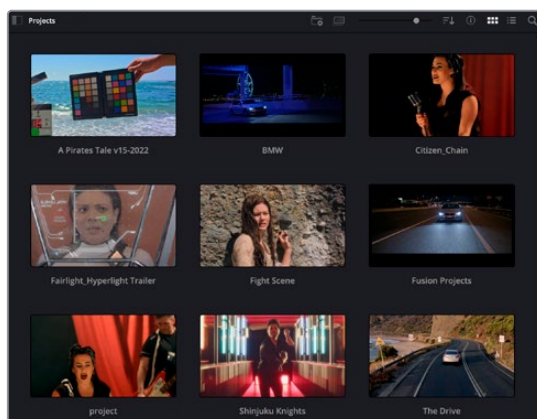 Projects
A Pirates Tale v15-2022
BMW
Citizen_Chain
Fairlight_Hyperlight Trailer
Fight Scene
Fusion Projects
project
Shinjuku Knights
The Drive